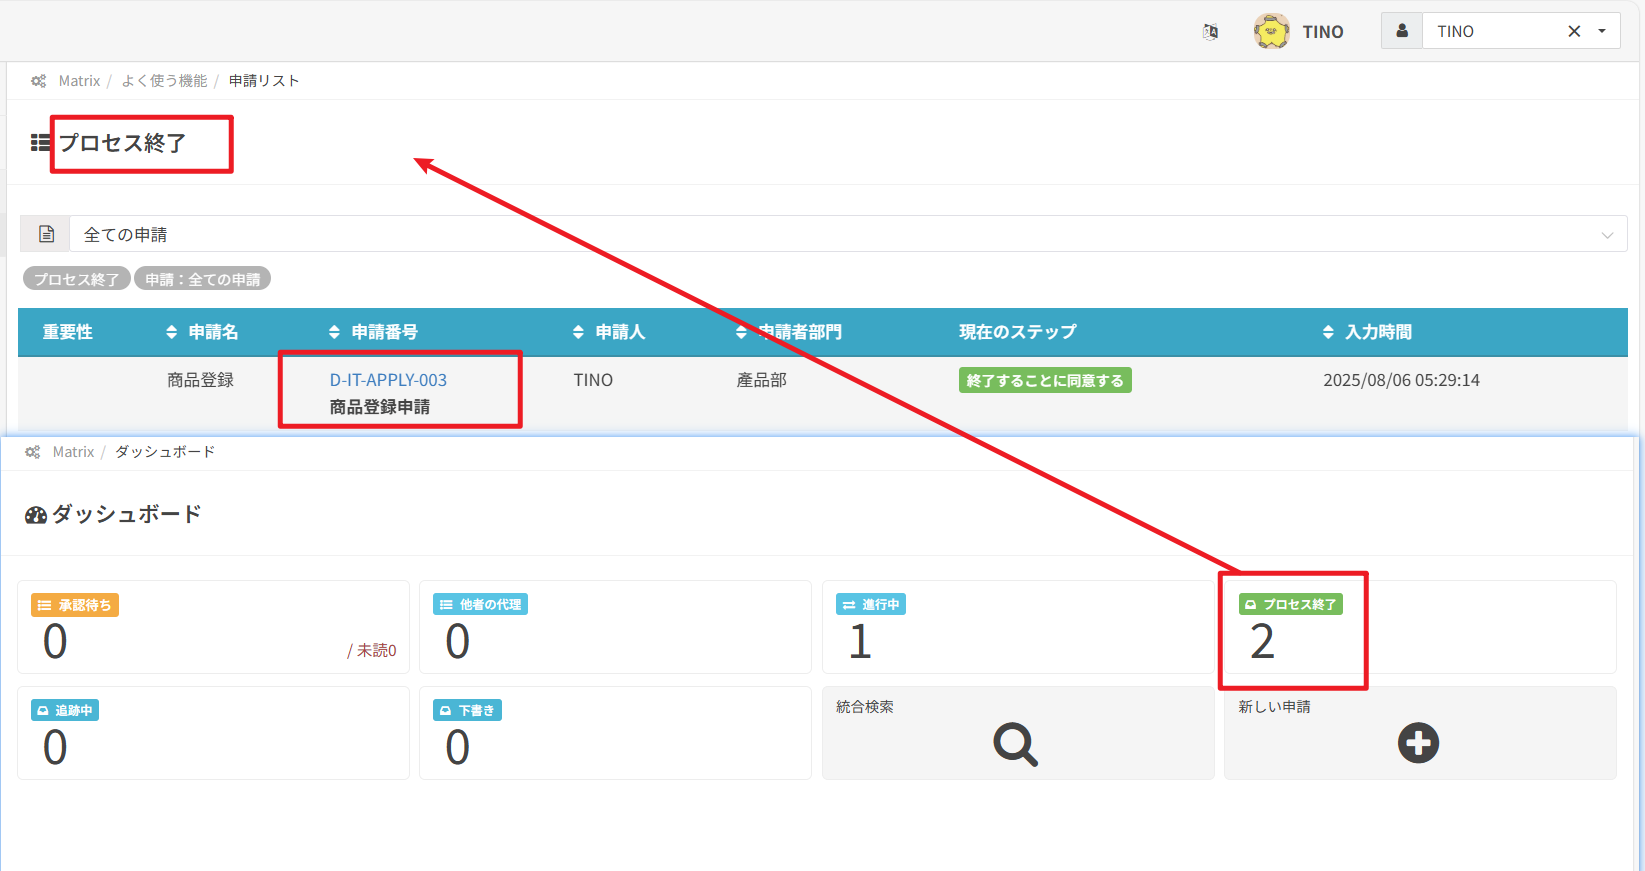 TINO
TINO
Matrix / よく使う機能 / 申請リスト
プロセス終了
全ての申請
プロセス終了 申請：全ての申請
重要性 申請名 申請番号 申請人 申請者部門 現在のステップ 入力時間
商品登録 D-IT-APPLY-003 TINO 產品部 終了することに同意する 2025/08/06 05:29:14
商品登録申請
Matrix / ダッシュボード
ダッシュボード
承認待ち 他者の代理 進行中 プロセス終了
0 / 未読0 0 1 2
追跡中 下書き 統合検索 新しい申請
0 0